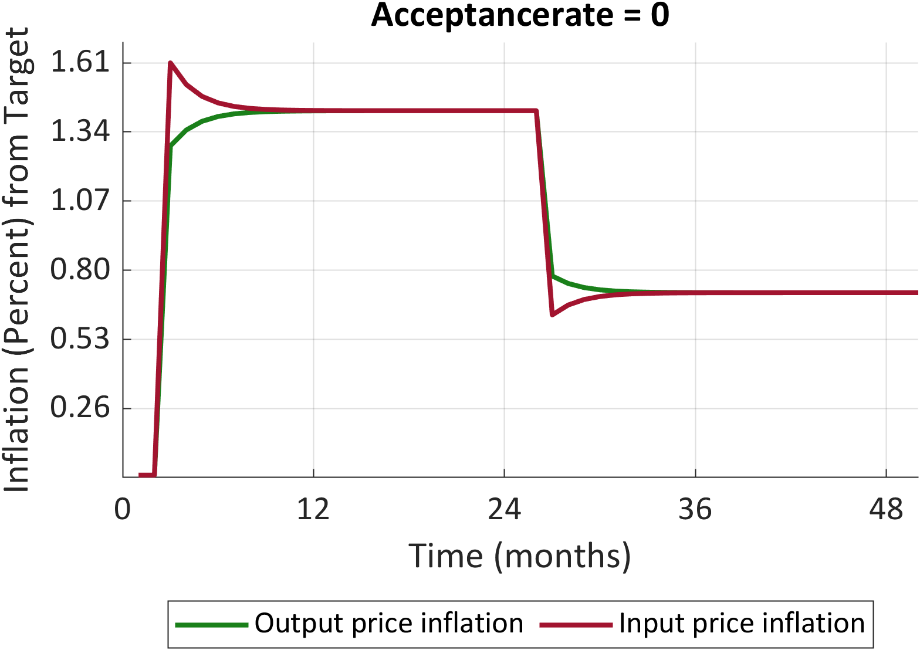 Acceptancerate = 0
Inflation (Percent) from Target
1.61
1.34
1.07
0.80
0.53
0.26
0 12 24 36 48
Time (months)
Output price inflation Input price inflation